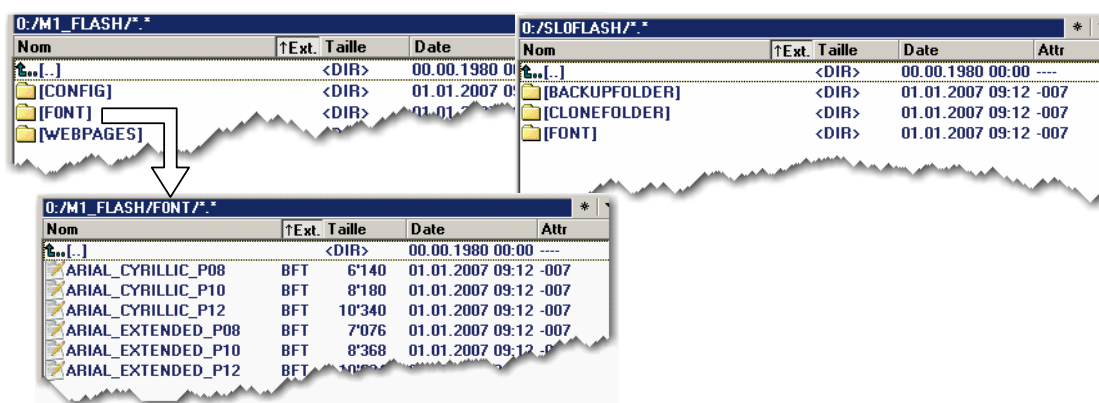 0:/M1_FLASH/*.*
Nom ↑Ext. Taille Date
[..] <DIR> 00.00.1980
[CONFIG] <DIR> 01.01.2007
[FONT] <DIR> 01.01
[WEBPAGES]
0:/SL0FLASH/*.* *
Nom ↑Ext. Taille Date Attr
[..] <DIR> 00.00.1980 00:00 ----
[BACKUPFOLDER] <DIR> 01.01.2007 09:12 -007
[CLONEFOLDER] <DIR> 01.01.2007 09:12 -007
[FONT] <DIR> 01.01.2007 09:12 -007
0:/M1_FLASH/FONT/*.* *
Nom ↑Ext. Taille Date Attr
[..] <DIR> 00.00.1980 00:00 ----
ARIAL_CYRILLIC_P08 BFT 6'140 01.01.2007 09:12 -007
ARIAL_CYRILLIC_P10 BFT 8'180 01.01.2007 09:12 -007
ARIAL_CYRILLIC_P12 BFT 10'340 01.01.2007 09:12 -007
ARIAL_EXTENDED_P08 BFT 7'076 01.01.2007 09:12 -007
ARIAL_EXTENDED_P10 BFT 8'368 01.01.2007 09:12
ARIAL_EXTENDED_P12 BFT